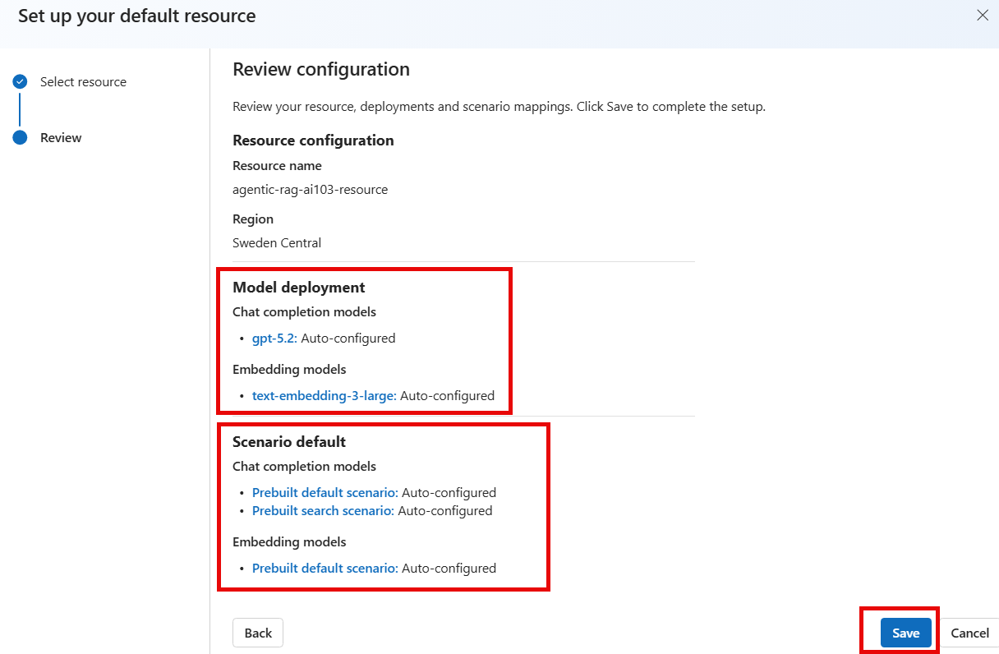 Set up your default resource
Select resource
Review
Review configuration
Review your resource, deployments and scenario mappings. Click Save to complete the setup.
Resource configuration
Resource name
agentic-rag-ai103-resource
Region
Sweden Central
Model deployment
Chat completion models
• gpt-5.2: Auto-configured
Embedding models
• text-embedding-3-large: Auto-configured
Scenario default
Chat completion models
• Prebuilt default scenario: Auto-configured
• Prebuilt search scenario: Auto-configured
Embedding models
• Prebuilt default scenario: Auto-configured
Back
Save
Cancel